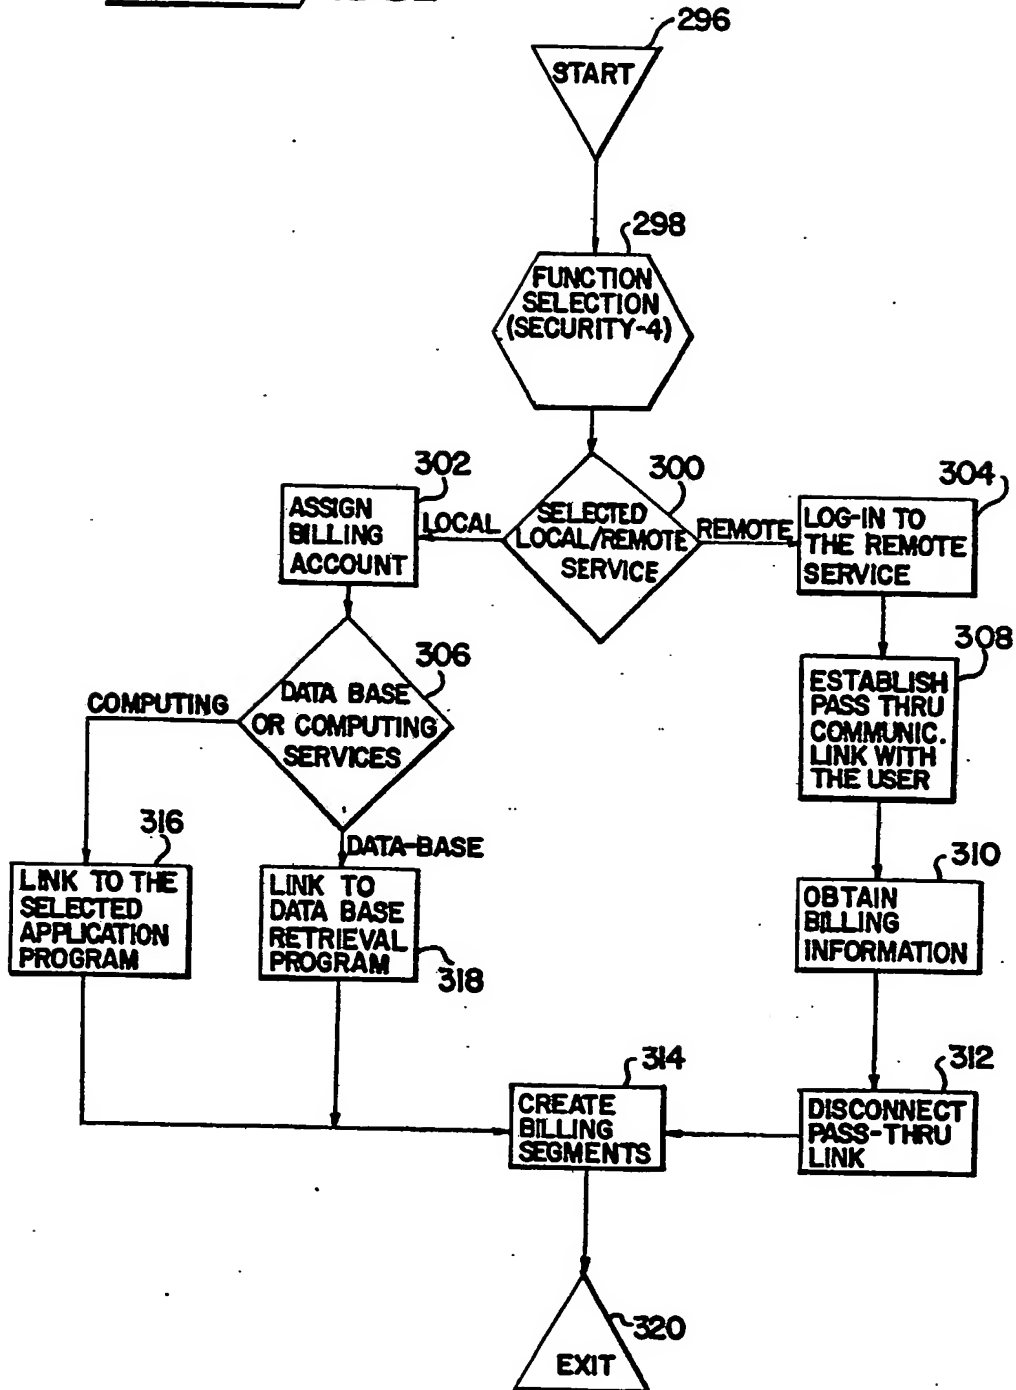 296
START
298
FUNCTION
SELECTION
(SECURITY-4)
300
SELECTED
LOCAL/REMOTE
SERVICE
LOCAL
REMOTE
302
ASSIGN
BILLING
ACCOUNT
304
LOG-IN TO
THE REMOTE
SERVICE
306
DATA BASE
OR COMPUTING
SERVICES
COMPUTING
DATA-BASE
308
ESTABLISH
PASS THRU
COMMUNIC.
LINK WITH
THE USER
316
LINK TO THE
SELECTED
APPLICATION
PROGRAM
LINK TO
DATA BASE
RETRIEVAL
PROGRAM
318
310
OBTAIN
BILLING
INFORMATION
314
CREATE
BILLING
SEGMENTS
312
DISCONNECT
PASS-THRU
LINK
320
EXIT